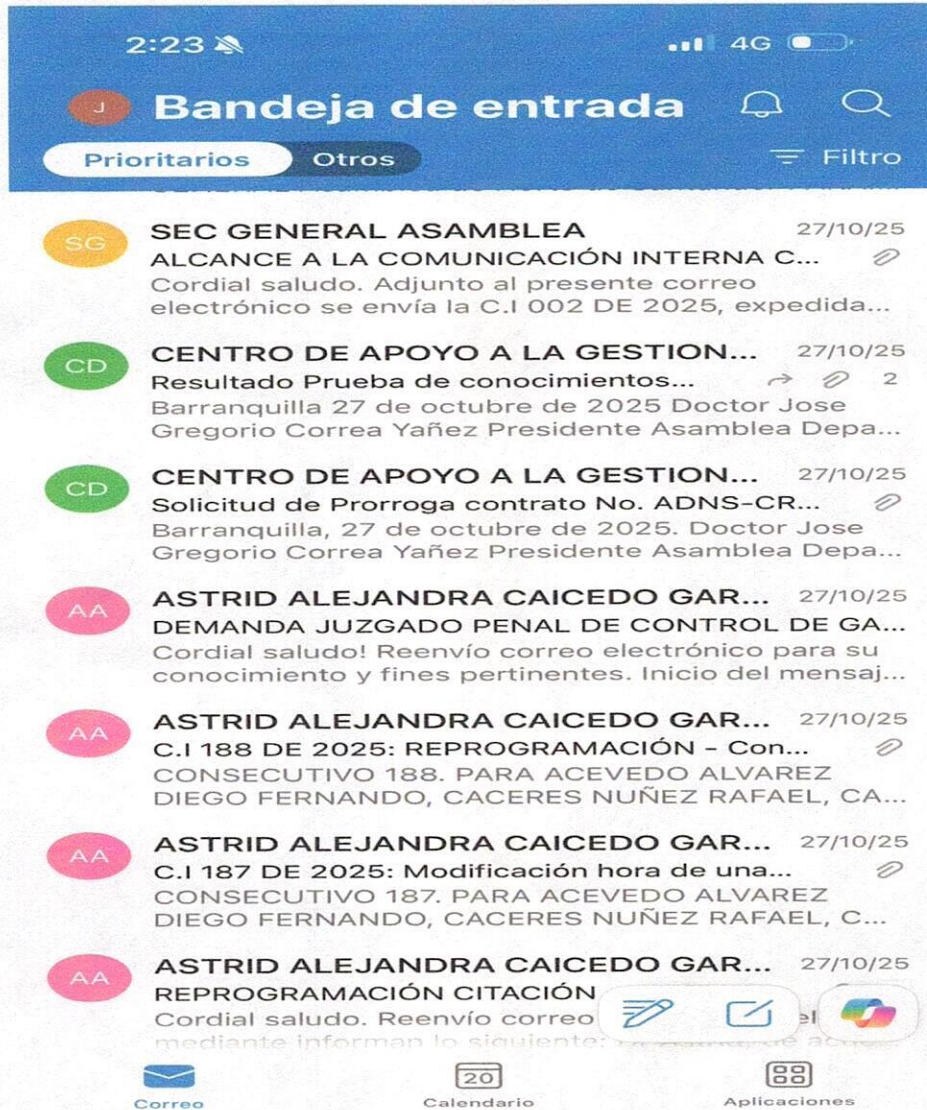 2:23
4G
J
Bandeja de entrada
Prioritarios
Otros
Filtro
SG
SEC GENERAL ASAMBLEA
27/10/25
ALCANCE A LA COMUNICACIÓN INTERNA C...
Cordial saludo. Adjunto al presente correo
electrónico se envía la C.I 002 DE 2025, expedida...
CD
CENTRO DE APOYO A LA GESTION...
27/10/25
Resultado Prueba de conocimientos...
2
Barranquilla 27 de octubre de 2025 Doctor Jose
Gregorio Correa Yañez Presidente Asamblea Depa...
CD
CENTRO DE APOYO A LA GESTION...
27/10/25
Solicitud de Prorroga contrato No. ADNS-CR...
Barranquilla, 27 de octubre de 2025. Doctor Jose
Gregorio Correa Yañez Presidente Asamblea Depa...
AA
ASTRID ALEJANDRA CAICEDO GAR...
27/10/25
DEMANDA JUZGADO PENAL DE CONTROL DE GA...
Cordial saludo! Reenvío correo electrónico para su
conocimiento y fines pertinentes. Inicio del mensaj...
AA
ASTRID ALEJANDRA CAICEDO GAR...
27/10/25
C.I 188 DE 2025: REPROGRAMACIÓN – Con...
CONSECUTIVO 188. PARA ACEVEDO ALVAREZ
DIEGO FERNANDO, CACERES NUÑEZ RAFAEL, CA...
AA
ASTRID ALEJANDRA CAICEDO GAR...
27/10/25
C.I 187 DE 2025: Modificación hora de una...
CONSECUTIVO 187. PARA ACEVEDO ALVAREZ
DIEGO FERNANDO, CACERES NUÑEZ RAFAEL, C...
AA
ASTRID ALEJANDRA CAICEDO GAR...
27/10/25
REPROGRAMACIÓN CITACIÓN
Cordial saludo. Reenvío correo el
mediante informan lo siguiente:
20
Correo
Calendario
Aplicaciones